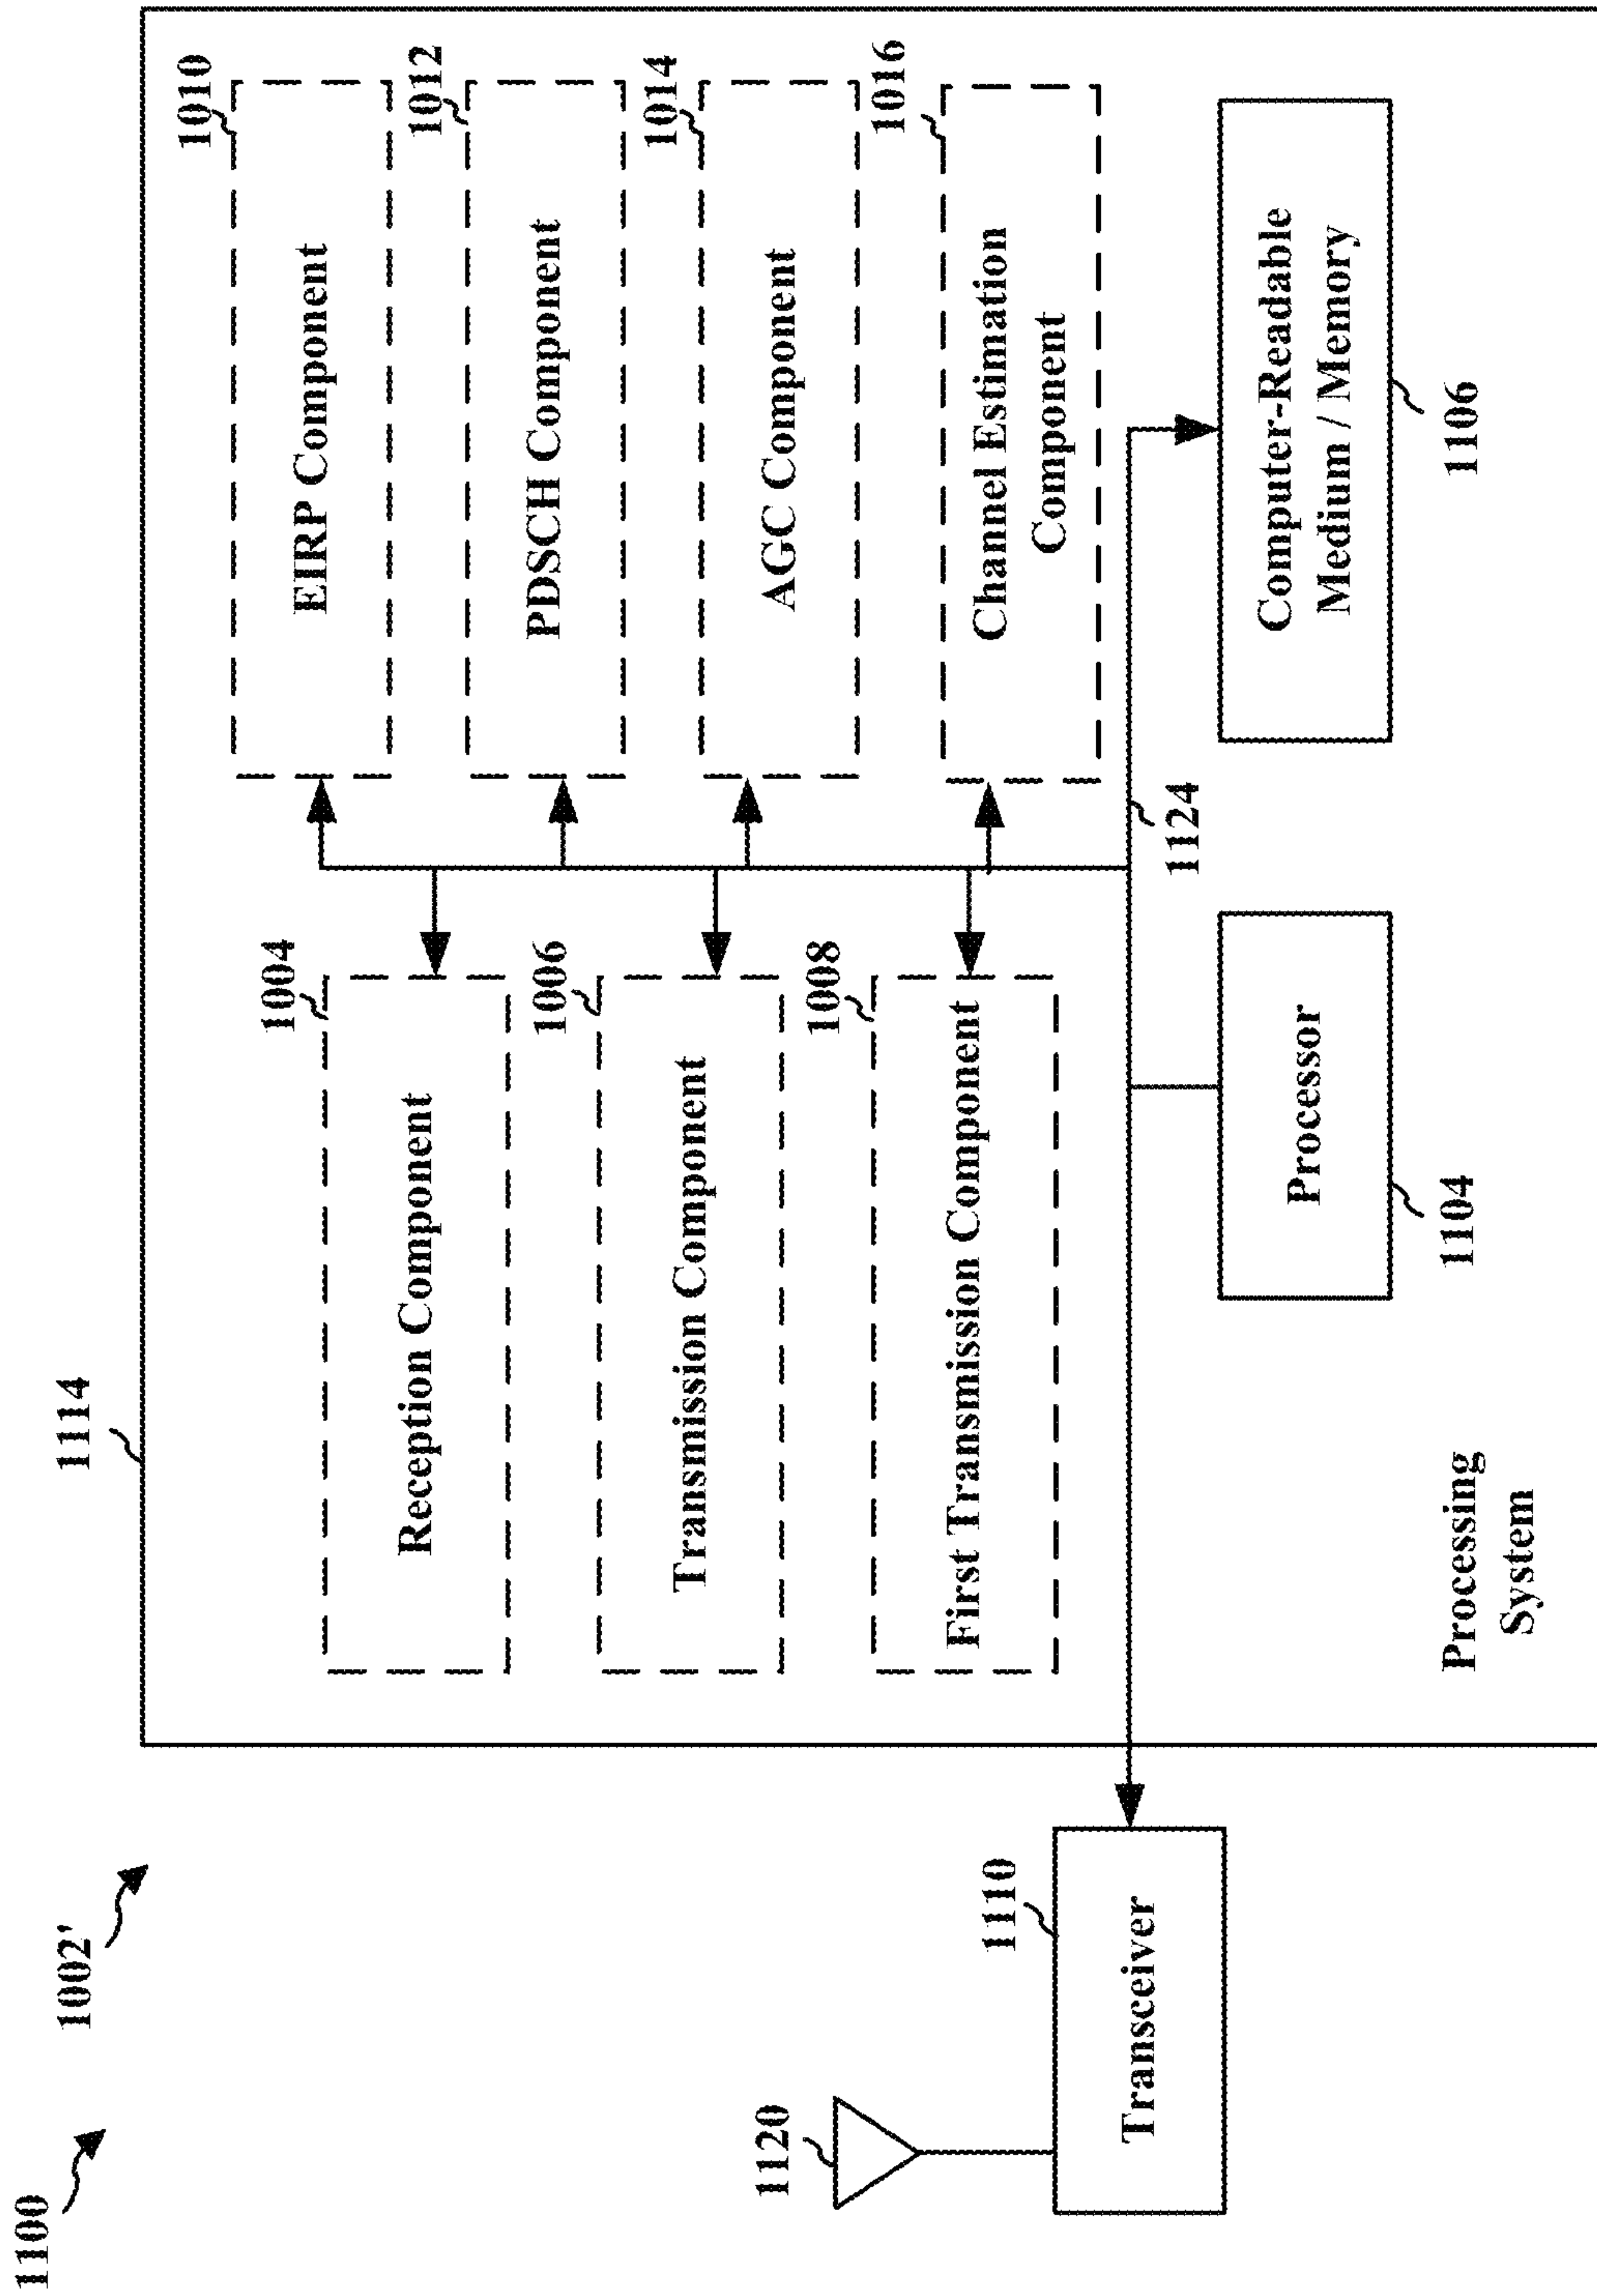 1100
1002'
1114
1004
Reception Component
1006
Transmission Component
1008
First Transmission Component
1010
EIRP Component
1012
PDSCH Component
1014
AGC Component
1016
Channel Estimation
Component
1120
1110
Transceiver
1124
Processor
1104
Computer-Readable
Medium / Memory
1106
Processing
System